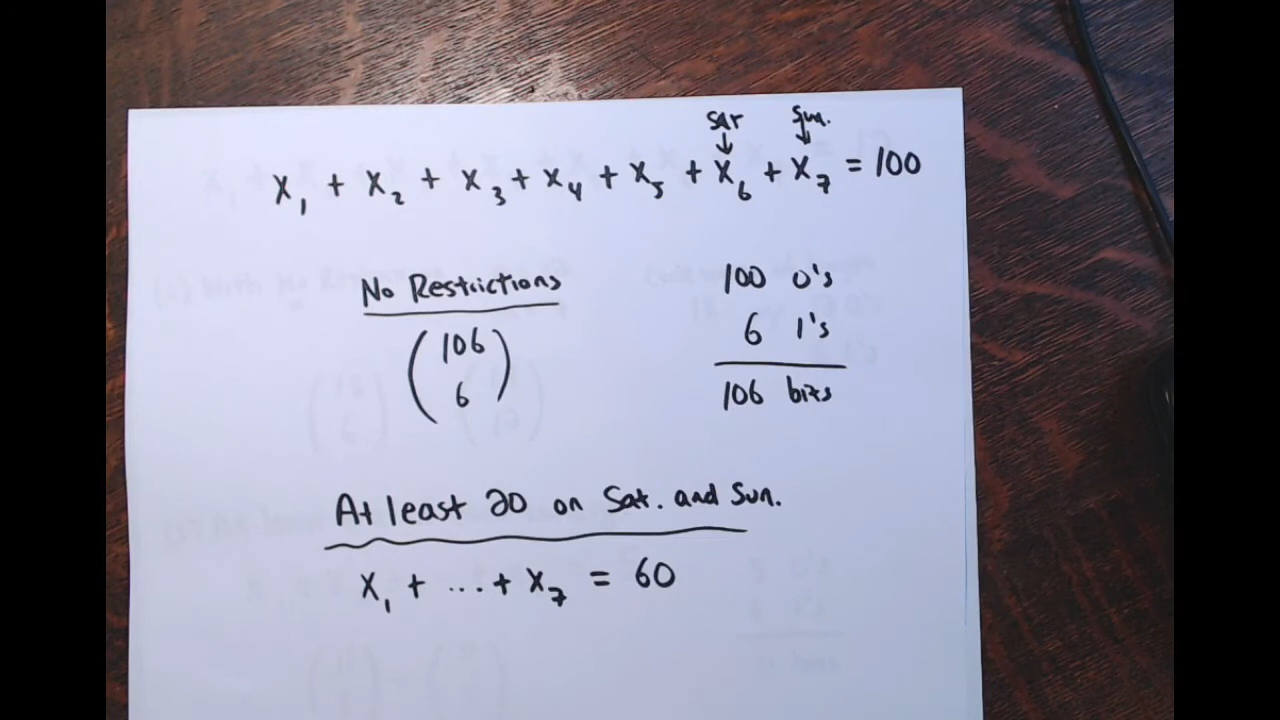 Sat Sun.
↓ ↓
X₁ + X₂ + X₃ + X₄ + X₅ + X₆ + X₇ = 100
No Restrictions
(106
6)
100 0's
6 1's
106 bits
At least 20 on Sat. and Sun.
X₁ + ... + X₇ = 60